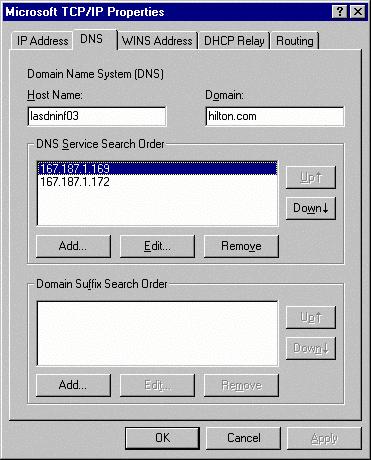 Microsoft TCP/IP Properties
IP Address DNS WINS Address DHCP Relay Routing
Domain Name System (DNS)
Host Name: Domain:
lasdhinf03 hilton.com
DNS Service Search Order
167.187.1.169
167.187.1.172
Up↑
Down↓
Add... Edit... Remove
Domain Suffix Search Order
Up↑
Down↓
Add... Edit... Remove
OK Cancel Apply